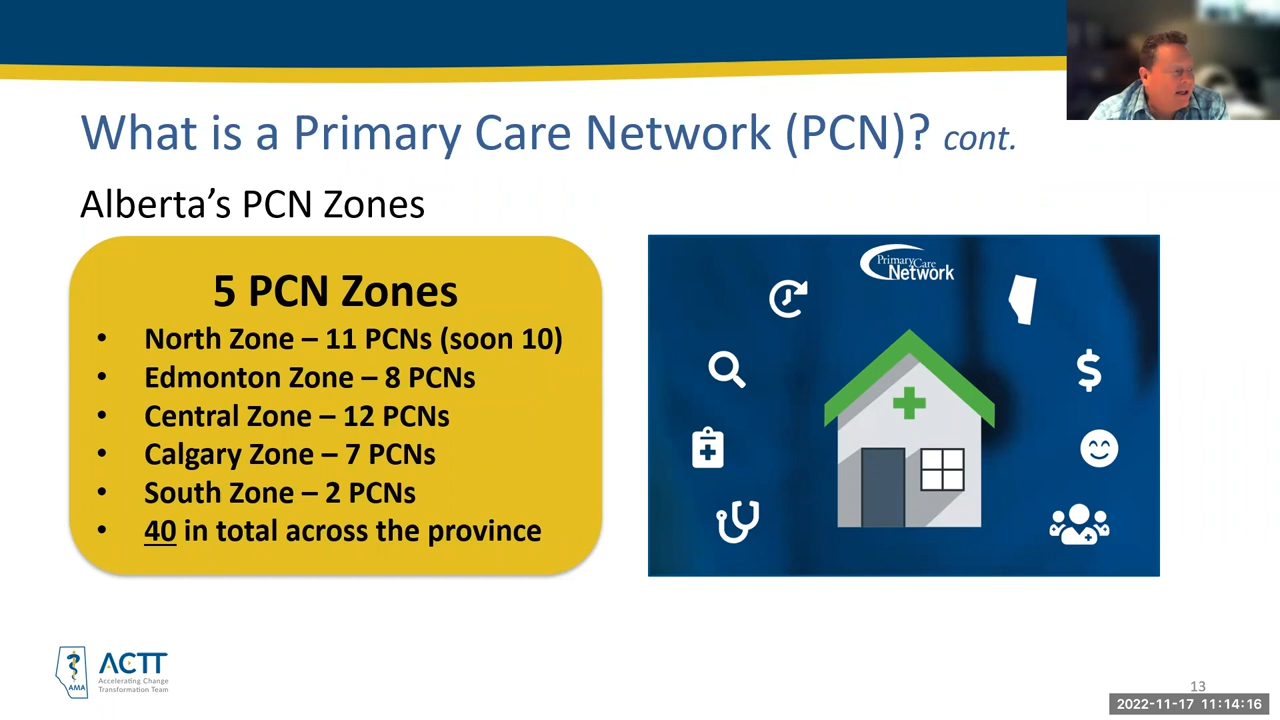 What is a Primary Care Network (PCN)? cont.
Alberta’s PCN Zones
5 PCN Zones
• North Zone – 11 PCNs (soon 10)
• Edmonton Zone – 8 PCNs
• Central Zone – 12 PCNs
• Calgary Zone – 7 PCNs
• South Zone – 2 PCNs
• 40 in total across the province
PrimaryCare
Network
$
AMA
ACTT
Accelerating Change
Transformation Team
13
2022-11-17 11:14:16